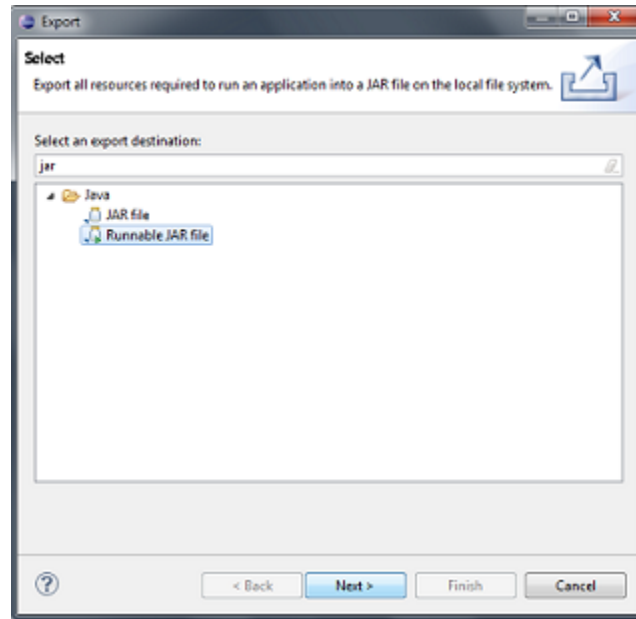 Export
Select
Export all resources required to run an application into a JAR file on the local file system.
Select an export destination:
jar
Java
JAR file
Runnable JAR file
< Back Next > Finish Cancel